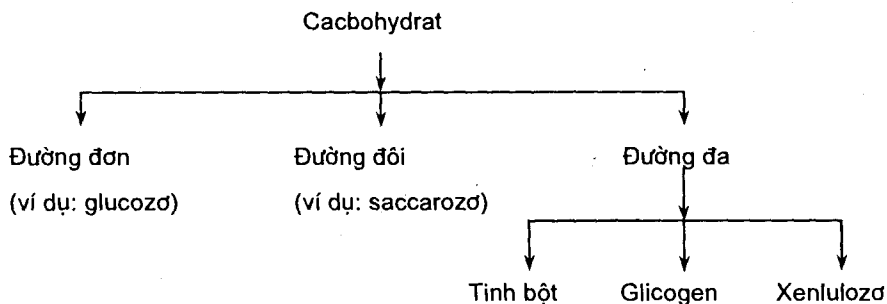 Cacbohydrat
Đường đơn Đường đôi Đường đa
(ví dụ: glucozơ) (ví dụ: saccarozơ)
Tinh bột Glicogen Xenlulozơ